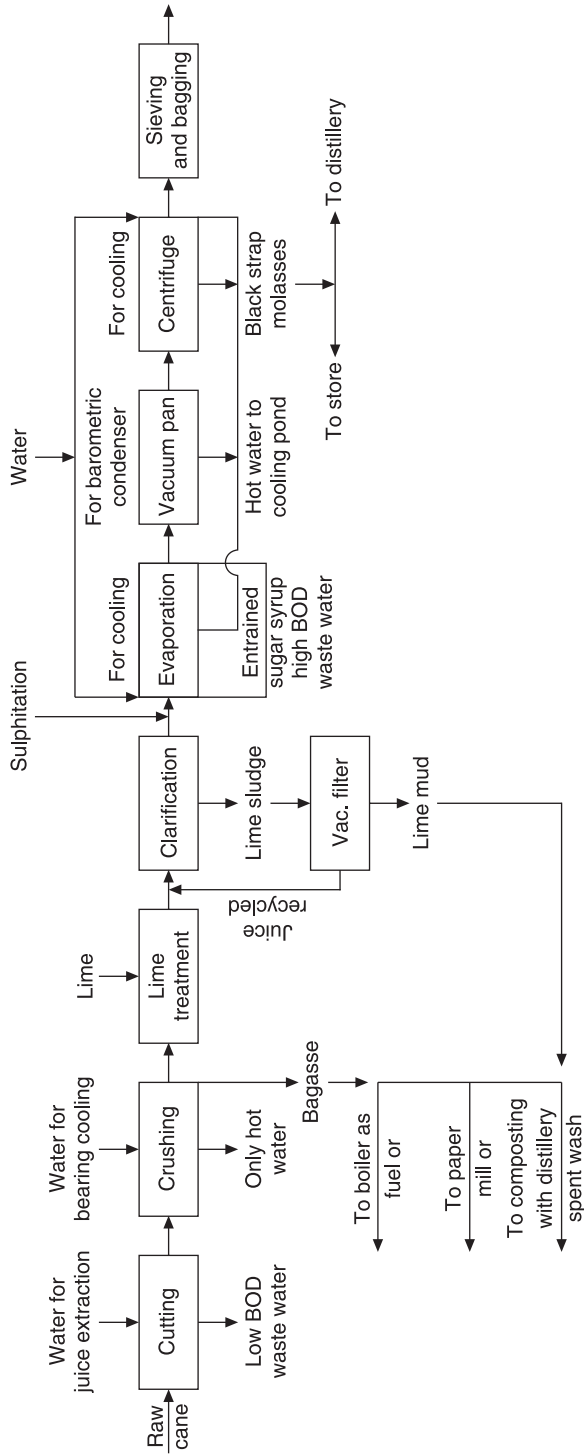 Raw
cane
Water for
juice extraction
Cutting
Low BOD
waste water
Water for
bearing cooling
Crushing
Only hot
water
Bagasse
To boiler as
fuel or
To paper
mill or
To composting
with distillery
spent wash
Lime
Lime
treatment
Juice
recycled
Clarification
Lime sludge
Vac. filter
Lime mud
Sulphitation
Water
For cooling
Evaporation
Entrained
sugar syrup
high BOD
waste water
For barometric
condenser
Vacuum pan
Hot water to
cooling pond
For cooling
Centrifuge
Black strap
molasses
To store
To distillery
Sieving
and bagging